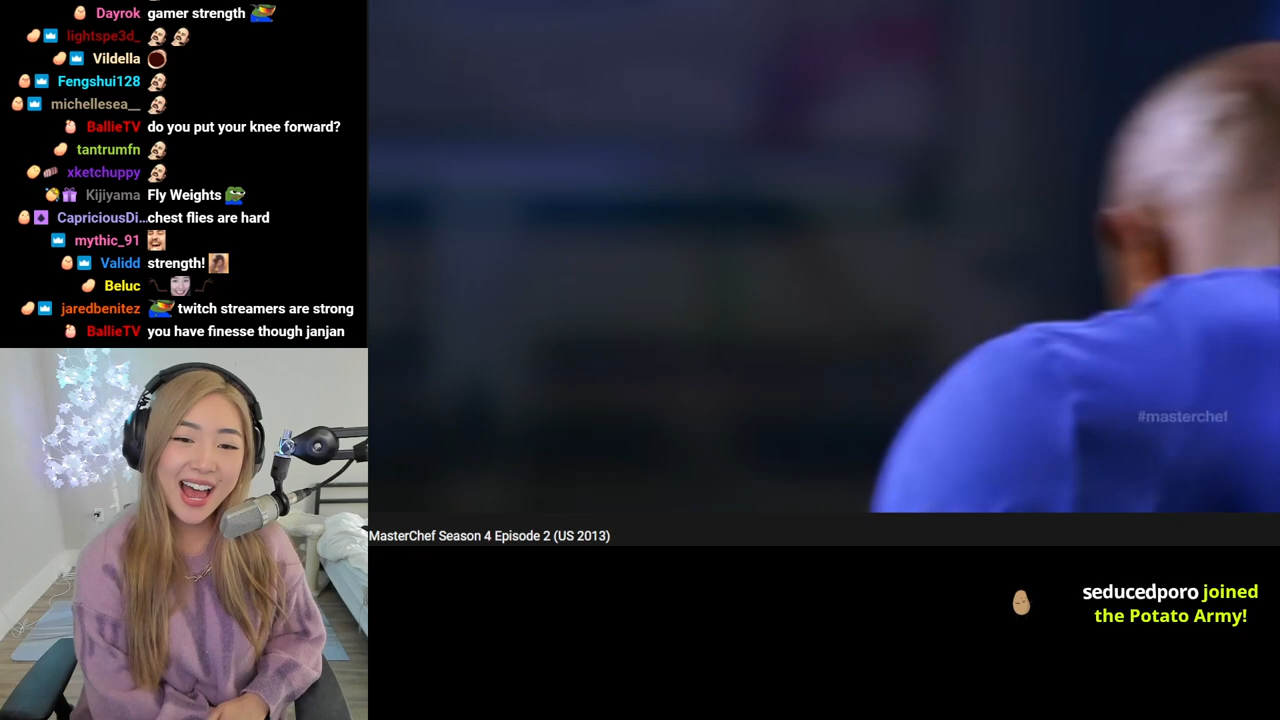 Dayrok gamer strength
lightspe3d_
Vildella
Fengshui128
michellesea__
BallieTV do you put your knee forward?
tantrumfn
xketchuppy
Kijiyama Fly Weights
CapriciousDi... chest flies are hard
mythic_91
Validd strength!
Beluc
jaredbenitez twitch streamers are strong
BallieTV you have finesse though janjan
#masterchef
MasterChef Season 4 Episode 2 (US 2013)
seducedporo joined
the Potato Army!